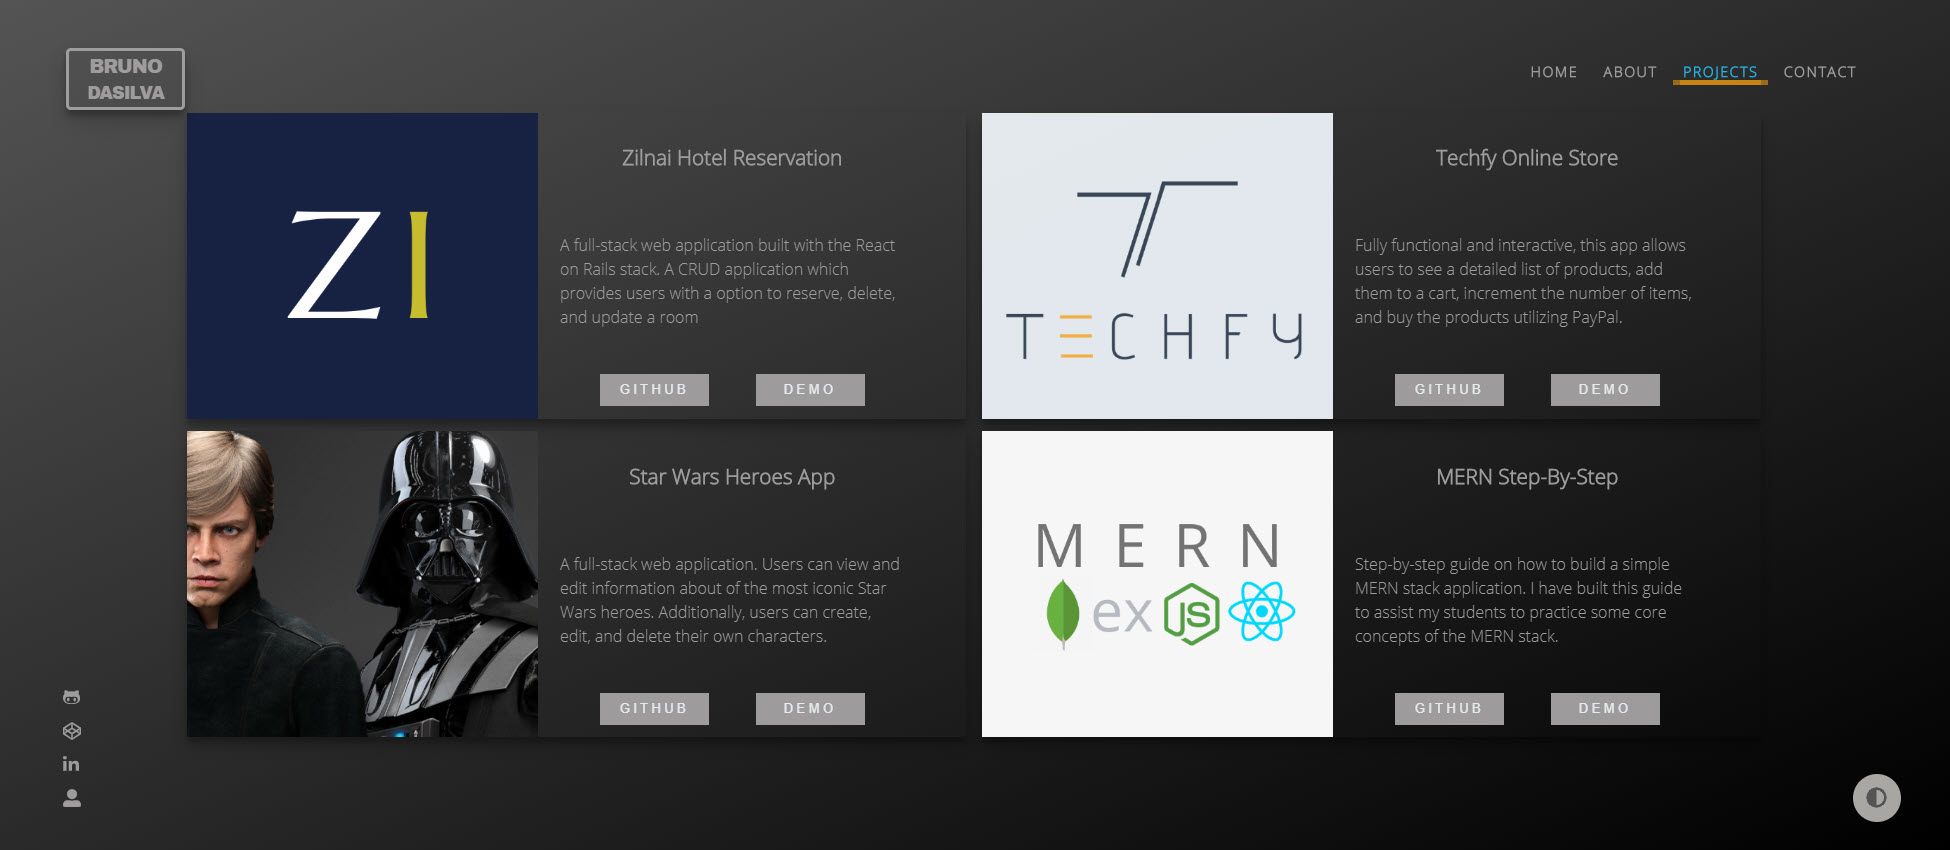 BRUNO
DASILVA
HOME ABOUT PROJECTS CONTACT
ZI
Zilnai Hotel Reservation
A full-stack web application built with the React
on Rails stack. A CRUD application which
provides users with a option to reserve, delete,
and update a room
GITHUB DEMO
TECHFY
Techfy Online Store
Fully functional and interactive, this app allows
users to see a detailed list of products, add
them to a cart, increment the number of items,
and buy the products utilizing PayPal.
GITHUB DEMO
Star Wars Heroes App
A full-stack web application. Users can view and
edit information about of the most iconic Star
Wars heroes. Additionally, users can create,
edit, and delete their own characters.
GITHUB DEMO
MERN
ex JS
MERN Step-By-Step
Step-by-step guide on how to build a simple
MERN stack application. I have built this guide
to assist my students to practice some core
concepts of the MERN stack.
GITHUB DEMO
in